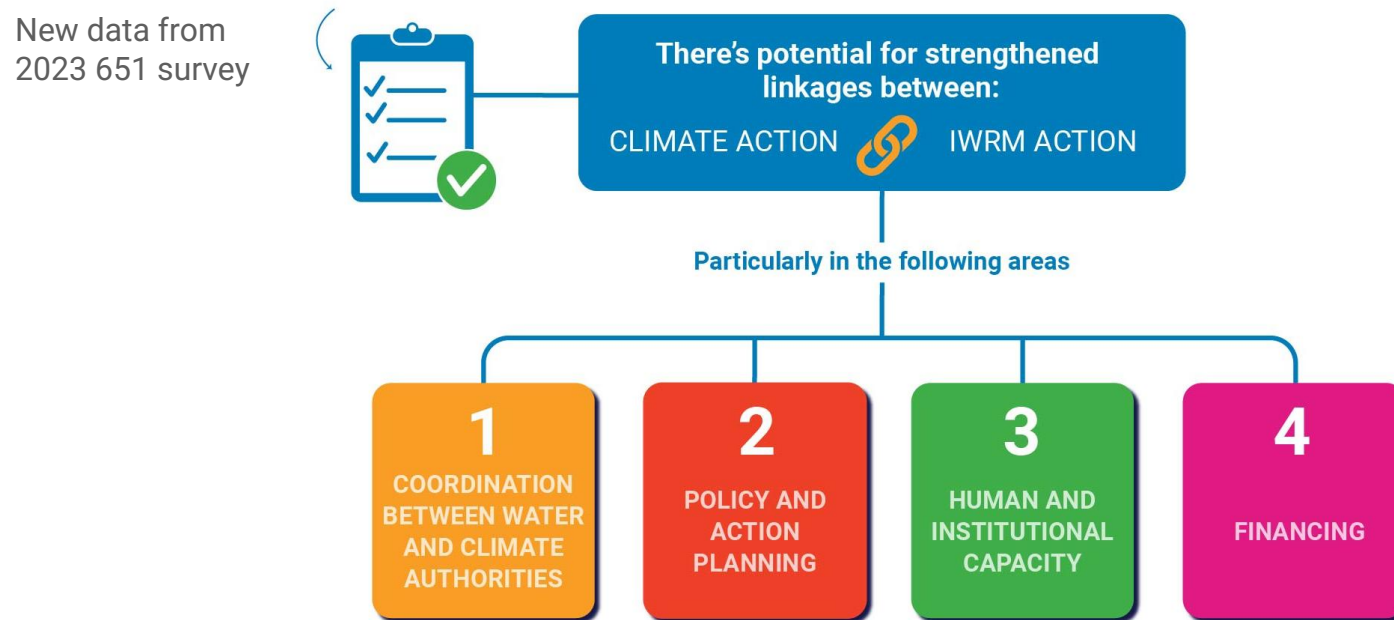 New data from
2023 651 survey
There's potential for strengthened
linkages between:
CLIMATE ACTION IWRM ACTION
Particularly in the following areas
1
COORDINATION
BETWEEN WATER
AND CLIMATE
AUTHORITIES
2
POLICY AND
ACTION
PLANNING
3
HUMAN AND
INSTITUTIONAL
CAPACITY
4
FINANCING